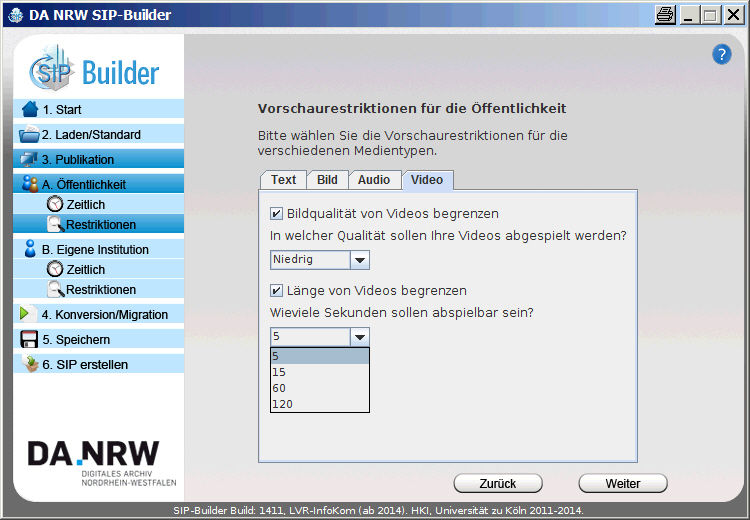 DA NRW SIP-Builder
SIP Builder
?
1. Start
2. Laden/Standard
3. Publikation
A. Öffentlichkeit
Zeitlich
Restriktionen
B. Eigene Institution
Zeitlich
Restriktionen
4. Konversion/Migration
5. Speichern
6. SIP erstellen
DA.NRW
DIGITALES ARCHIV
NORDRHEIN-WESTFALEN
Vorschaurestriktionen für die Öffentlichkeit
Bitte wählen Sie die Vorschaurestriktionen für die
verschiedenen Medientypen.
Text Bild Audio Video
Bildqualität von Videos begrenzen
In welcher Qualität sollen Ihre Videos abgespielt werden?
Niedrig
Länge von Videos begrenzen
Wieviele Sekunden sollen abspielbar sein?
5
5
15
60
120
Zurück Weiter
SIP-Builder Build: 1411, LVR-InfoKom (ab 2014). HKI, Universität zu Köln 2011-2014.